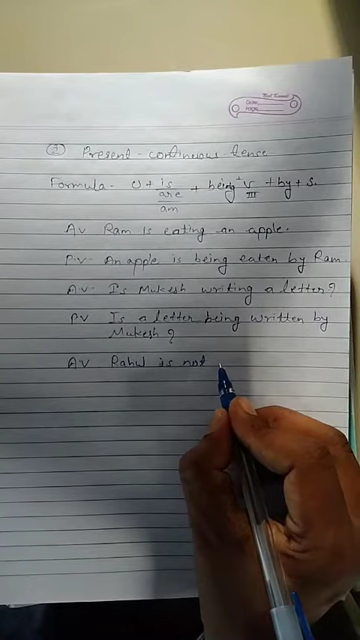 Date:
Page:
② Present-continuous tense
Formula- O + is/are/am + being + V III + by + S.
AV Ram is eating an apple.
PV- An apple is being eaten by Ram.
AV- Is Mukesh writing a letter?
PV Is a letter being written by
Mukesh?
AV Rahul is not